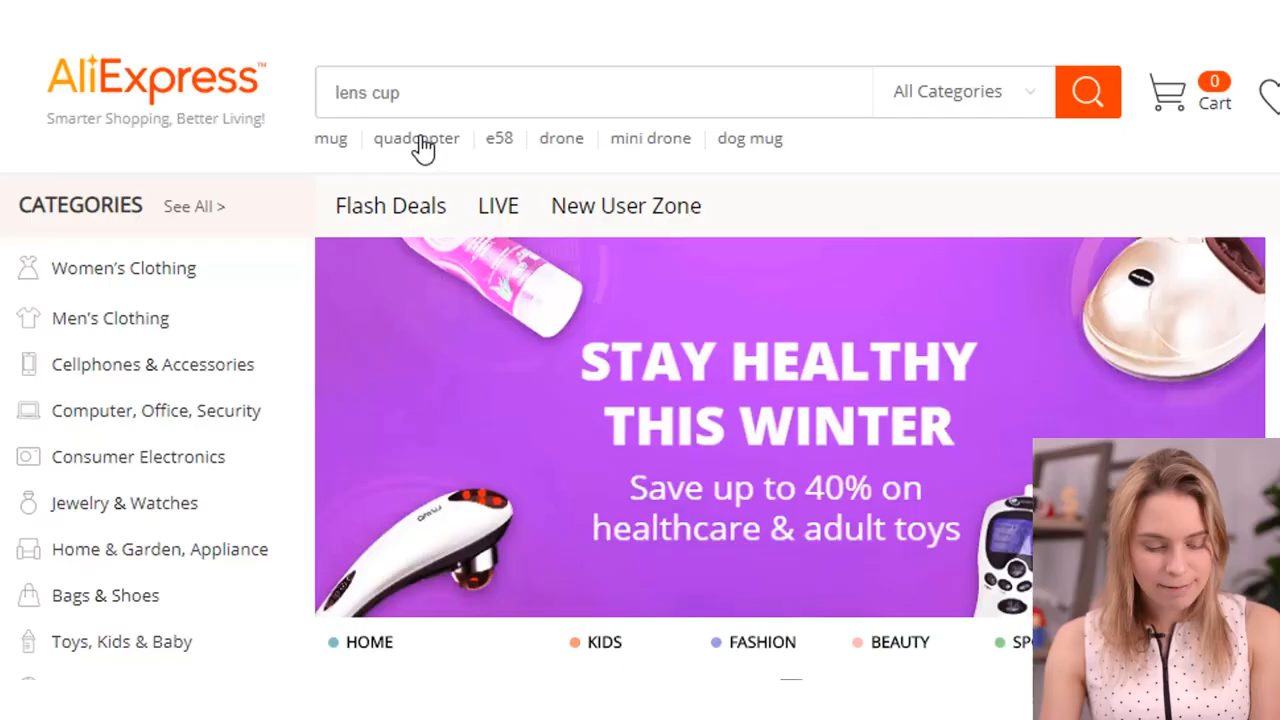 AliExpress™
Smarter Shopping, Better Living!
lens cup
All Categories
0
Cart
mug
quadcopter
e58
drone
mini drone
dog mug
CATEGORIES
See All >
Flash Deals
LIVE
New User Zone
Women's Clothing
Men's Clothing
Cellphones & Accessories
Computer, Office, Security
Consumer Electronics
Jewelry & Watches
Home & Garden, Appliance
Bags & Shoes
Toys, Kids & Baby
STAY HEALTHY
THIS WINTER
Save up to 40% on
healthcare & adult toys
HOME
KIDS
FASHION
BEAUTY